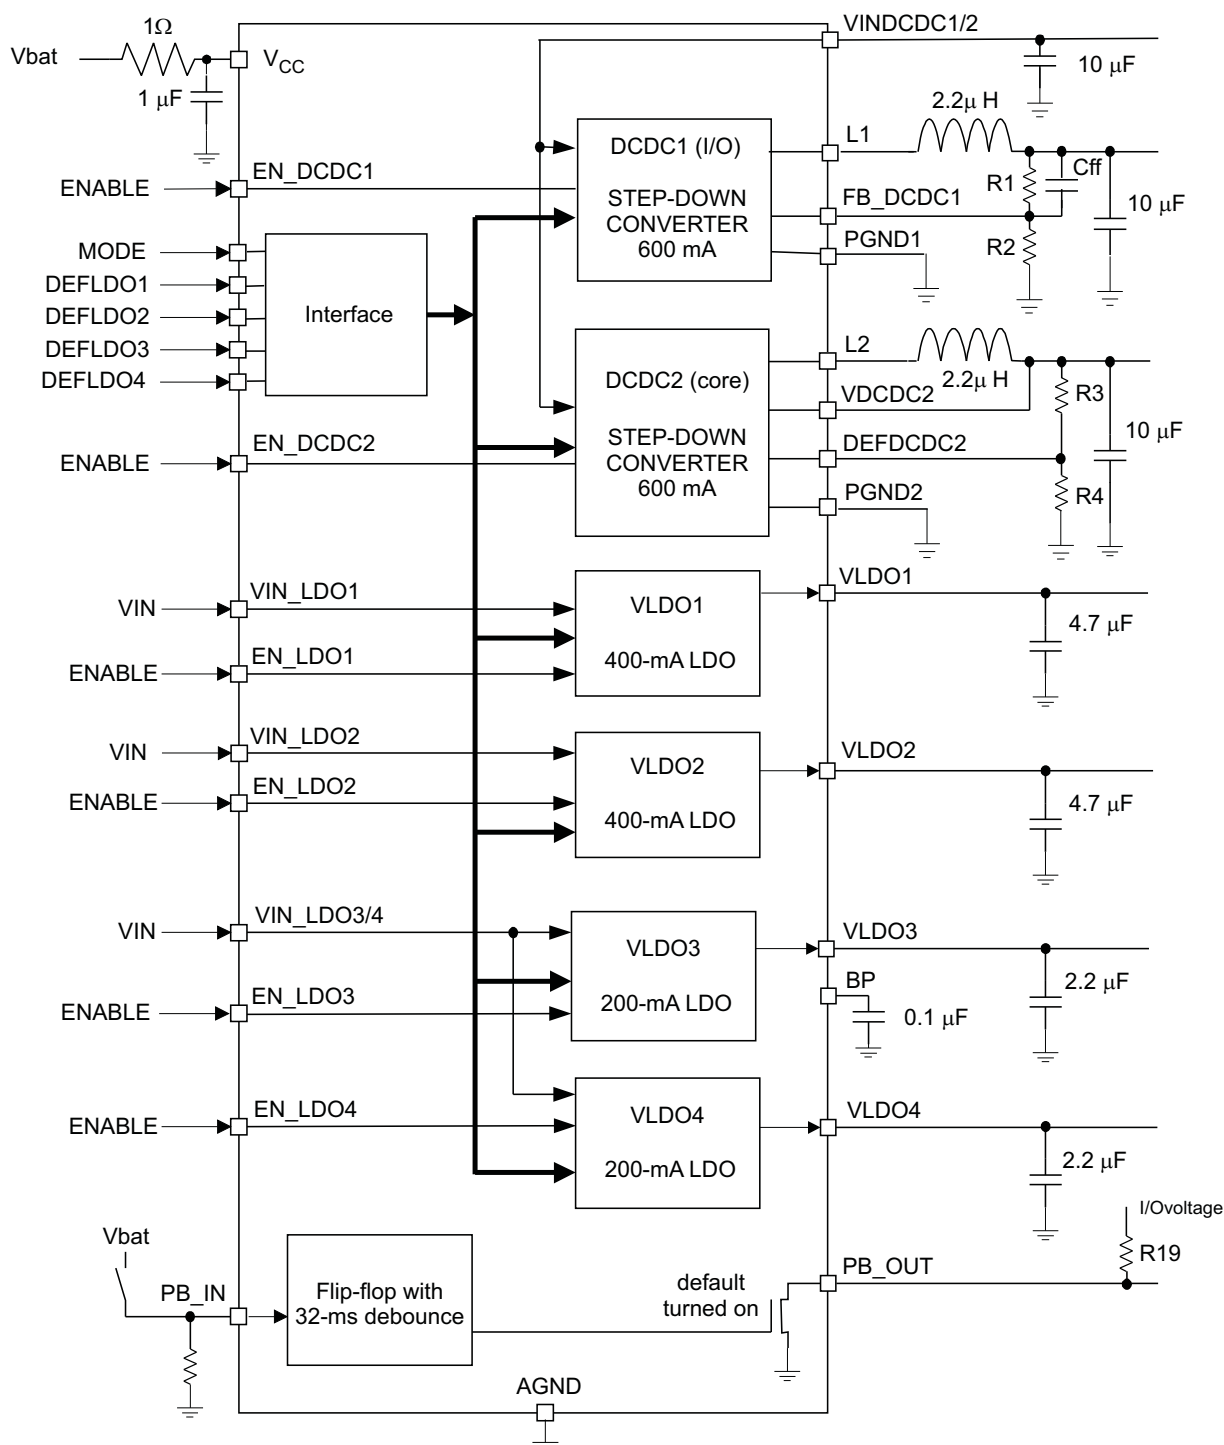 1Ω
Vbat
VCC
1 μF
VINDCDC1/2
10 μF
2.2μ H
DCDC1 (I/O)
STEP-DOWN
CONVERTER
600 mA
L1
Cff
R1
10 μF
FB_DCDC1
R2
PGND1
ENABLE
EN_DCDC1
MODE
DEFLDO1
DEFLDO2
DEFLDO3
DEFLDO4
Interface
L2
2.2μ H
DCDC2 (core)
STEP-DOWN
CONVERTER
600 mA
VDCDC2
R3
10 μF
DEFDCDC2
R4
PGND2
ENABLE
EN_DCDC2
VIN
VIN_LDO1
VLDO1
400-mA LDO
VLDO1
4.7 μF
ENABLE
EN_LDO1
VIN
VIN_LDO2
VLDO2
400-mA LDO
VLDO2
4.7 μF
ENABLE
EN_LDO2
VIN
VIN_LDO3/4
VLDO3
200-mA LDO
VLDO3
2.2 μF
BP
0.1 μF
ENABLE
EN_LDO3
ENABLE
EN_LDO4
VLDO4
200-mA LDO
VLDO4
2.2 μF
I/Ovoltage
R19
Vbat
PB_IN
Flip-flop with
32-ms debounce
default
turned on
PB_OUT
AGND